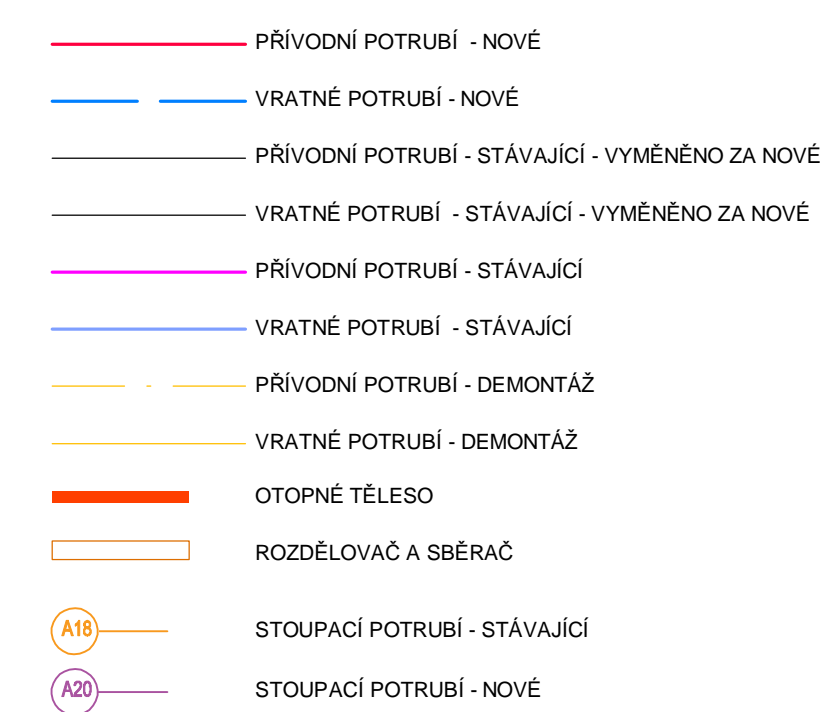 PŘÍVODNÍ POTRUBÍ - NOVÉ
VRATNÉ POTRUBÍ - NOVÉ
PŘÍVODNÍ POTRUBÍ - STÁVAJÍCÍ - VYMĚNĚNO ZA NOVÉ
VRATNÉ POTRUBÍ - STÁVAJÍCÍ - VYMĚNĚNO ZA NOVÉ
PŘÍVODNÍ POTRUBÍ - STÁVAJÍCÍ
VRATNÉ POTRUBÍ - STÁVAJÍCÍ
PŘÍVODNÍ POTRUBÍ - DEMONTÁŽ
VRATNÉ POTRUBÍ - DEMONTÁŽ
OTOPNÉ TĚLESO
ROZDĚLOVAČ A SBĚRAČ
A18 STOUPACÍ POTRUBÍ - STÁVAJÍCÍ
A20 STOUPACÍ POTRUBÍ - NOVÉ